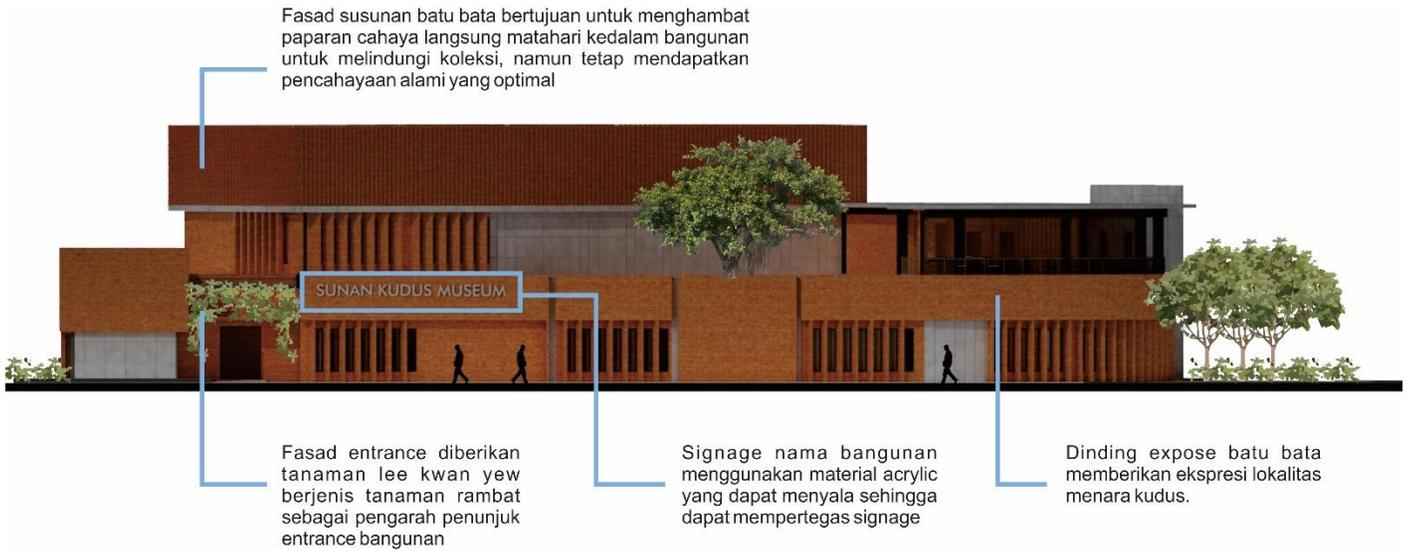 Fasad susunan batu bata bertujuan untuk menghambat
paparan cahaya langsung matahari kedalam bangunan
untuk melindungi koleksi, namun tetap mendapatkan
pencahayaan alami yang optimal
SUNAN KUDUS MUSEUM
Fasad entrance diberikan
tanaman lee kwan yew
berjenis tanaman rambat
sebagai pengarah penunjuk
entrance bangunan
Signage nama bangunan
menggunakan material acrylic
yang dapat menyala sehingga
dapat mempertegas signage
Dinding expose batu bata
memberikan ekspresi lokalitas
menara kudus.